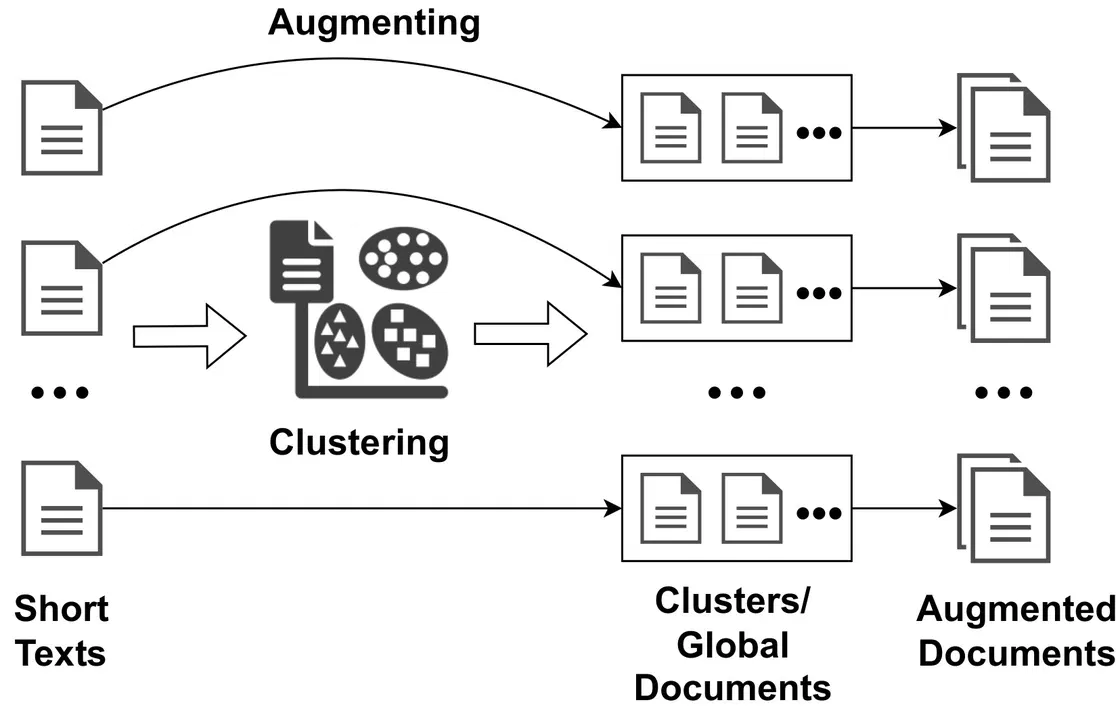 Augmenting
Clustering
Short
Texts
Clusters/
Global
Documents
Augmented
Documents